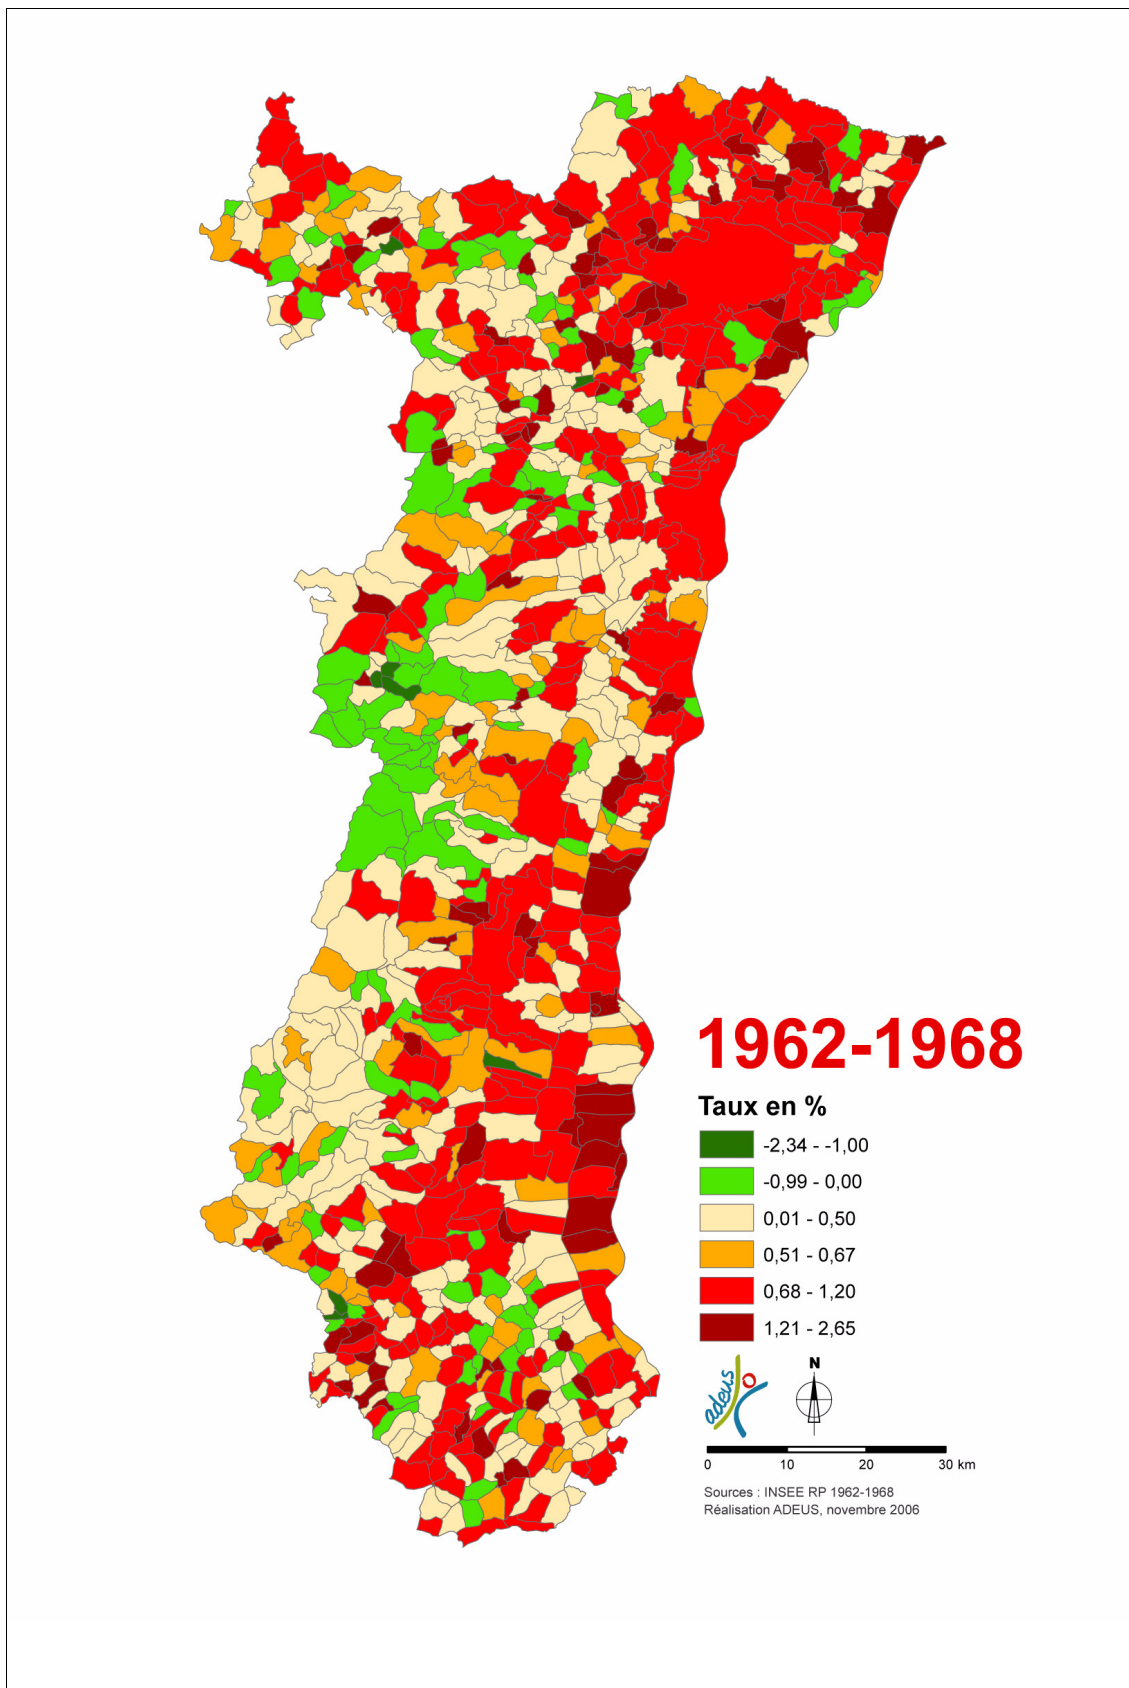 1962-1968
Taux en %
-2,34 - -1,00
-0,99 - 0,00
0,01 - 0,50
0,51 - 0,67
0,68 - 1,20
1,21 - 2,65
adeus
N
0 10 20 30 km
Sources : INSEE RP 1962-1968
Réalisation ADEUS, novembre 2006